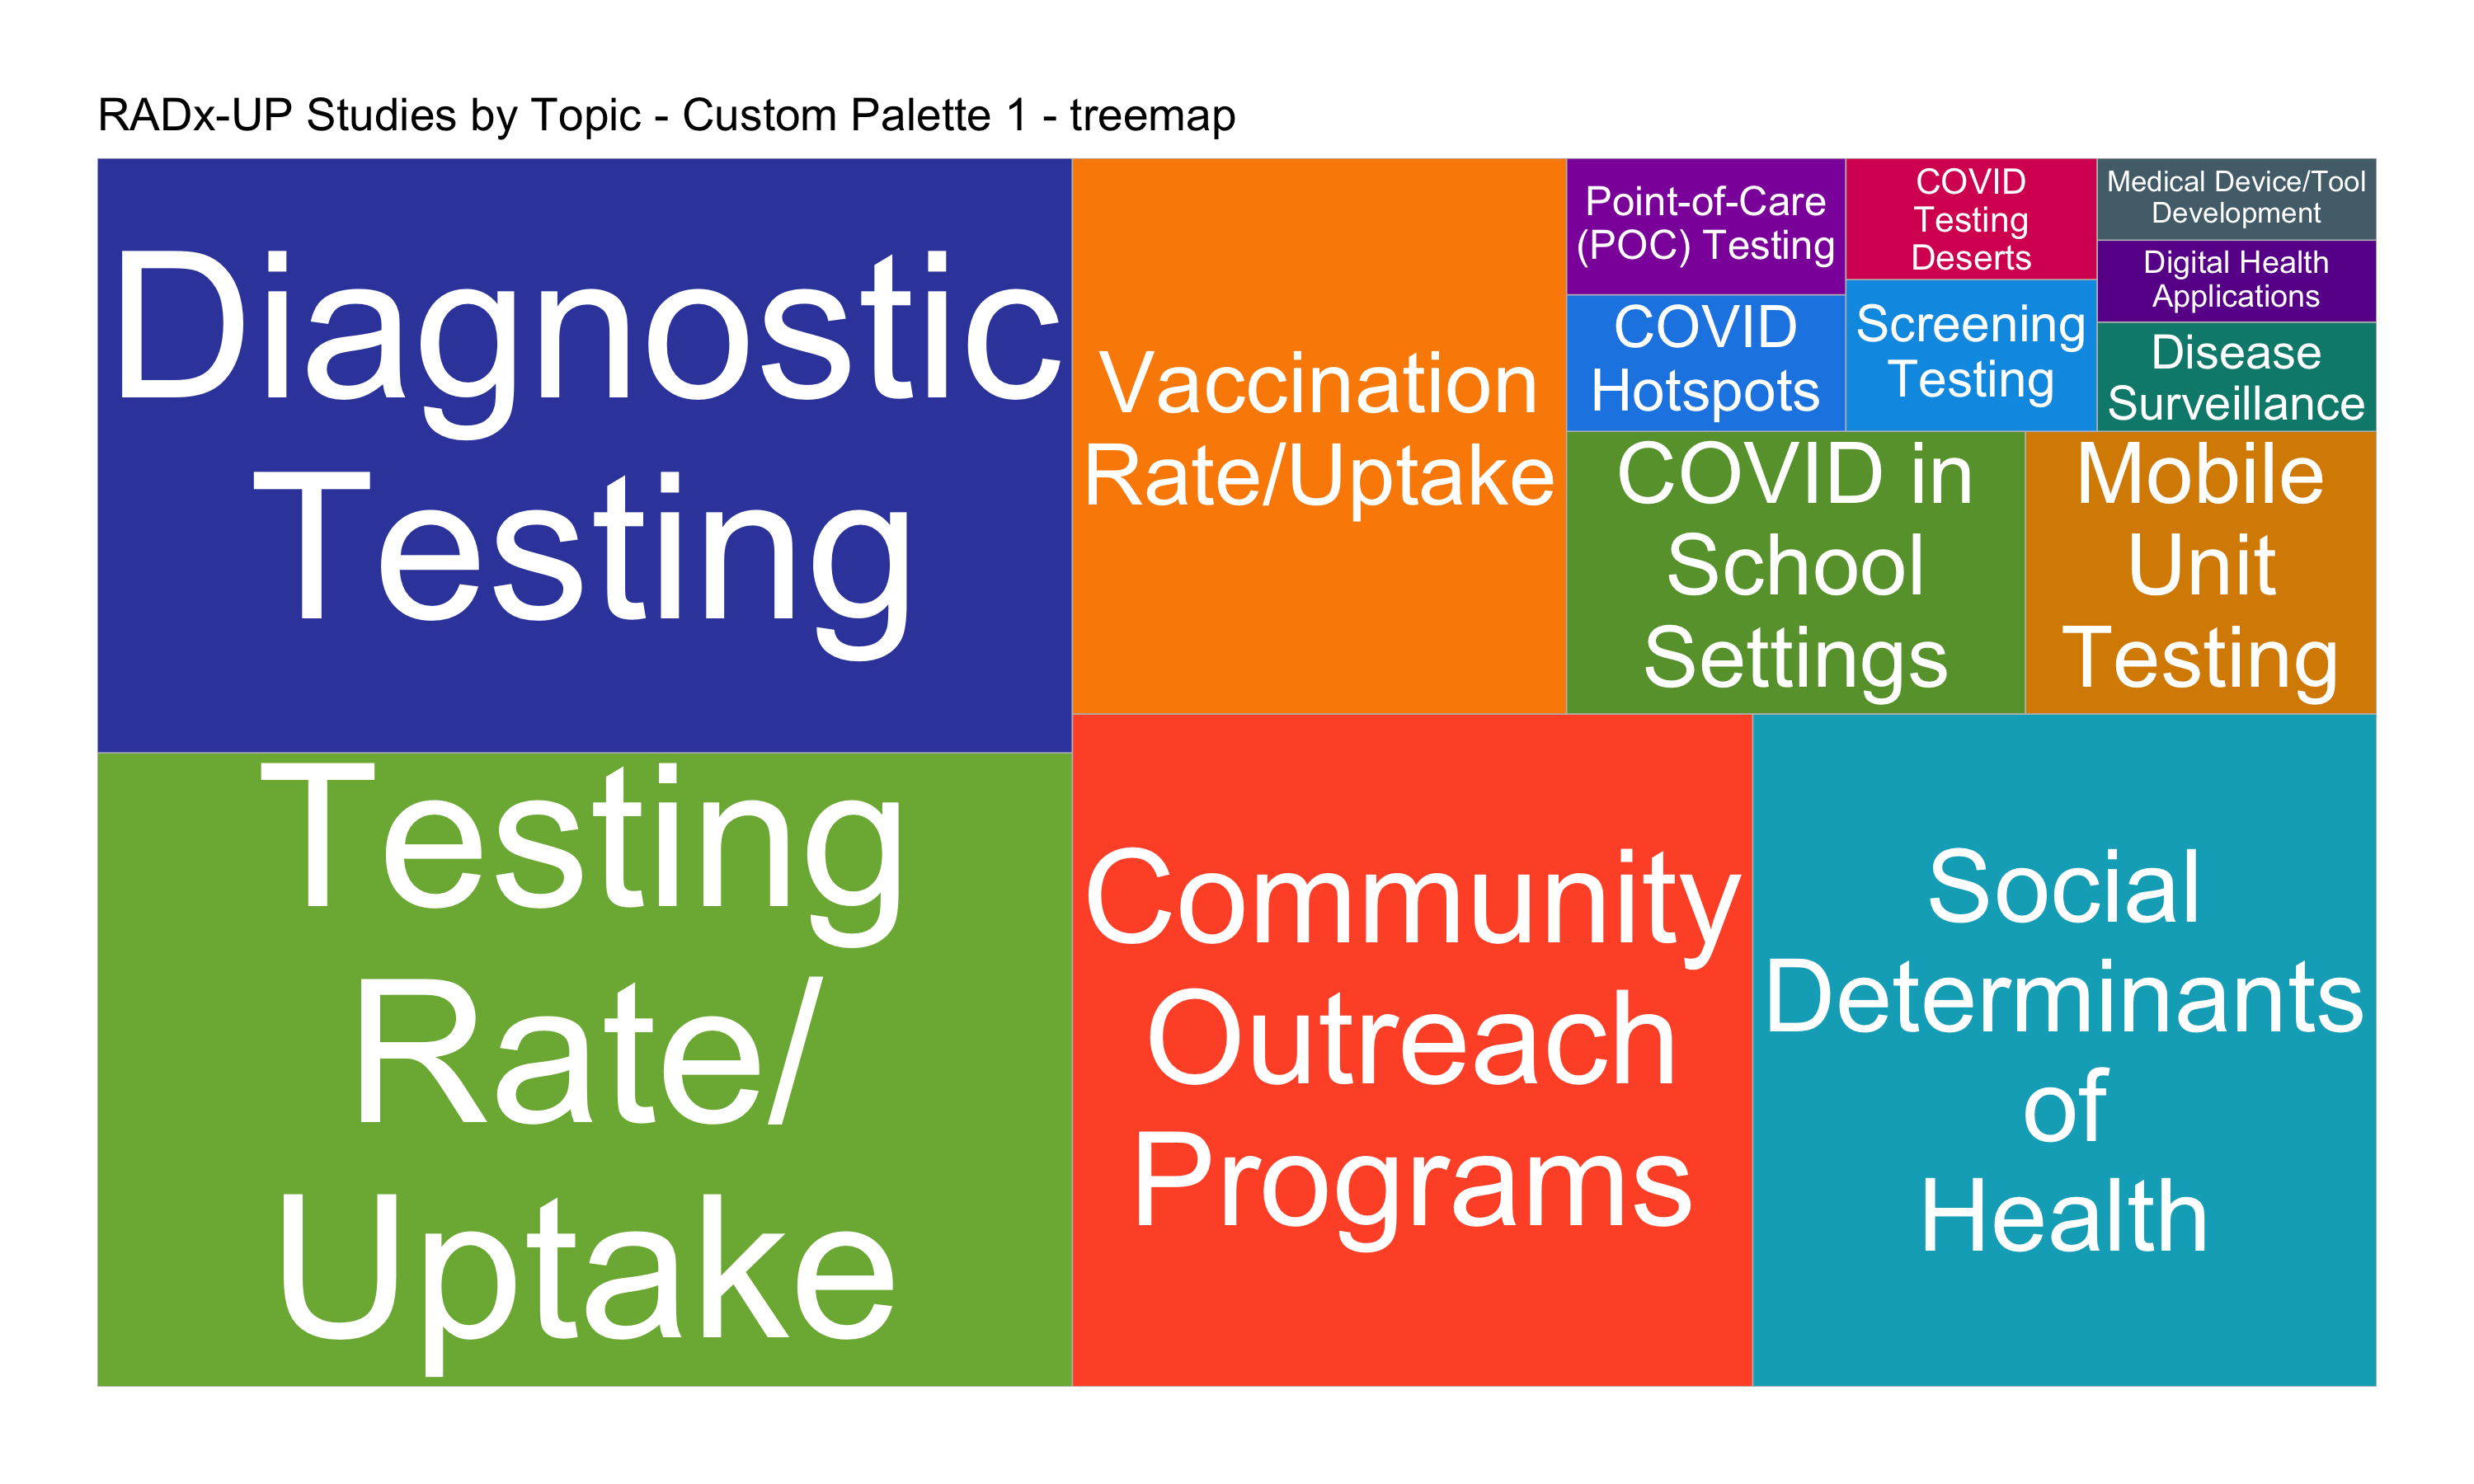 RADx-UP Studies by Topic - Custom Palette 1 - treemap
Diagnostic
Testing
Testing
Rate/
Uptake
Vaccination
Rate/Uptake
Community
Outreach
Programs
Social
Determinants
of
Health
Point-of-Care
(POC) Testing
COVID
Hotspots
COVID
Testing
Deserts
Screening
Testing
Medical Device/Tool
Development
Digital Health
Applications
Disease
Surveillance
COVID in
School
Settings
Mobile
Unit
Testing